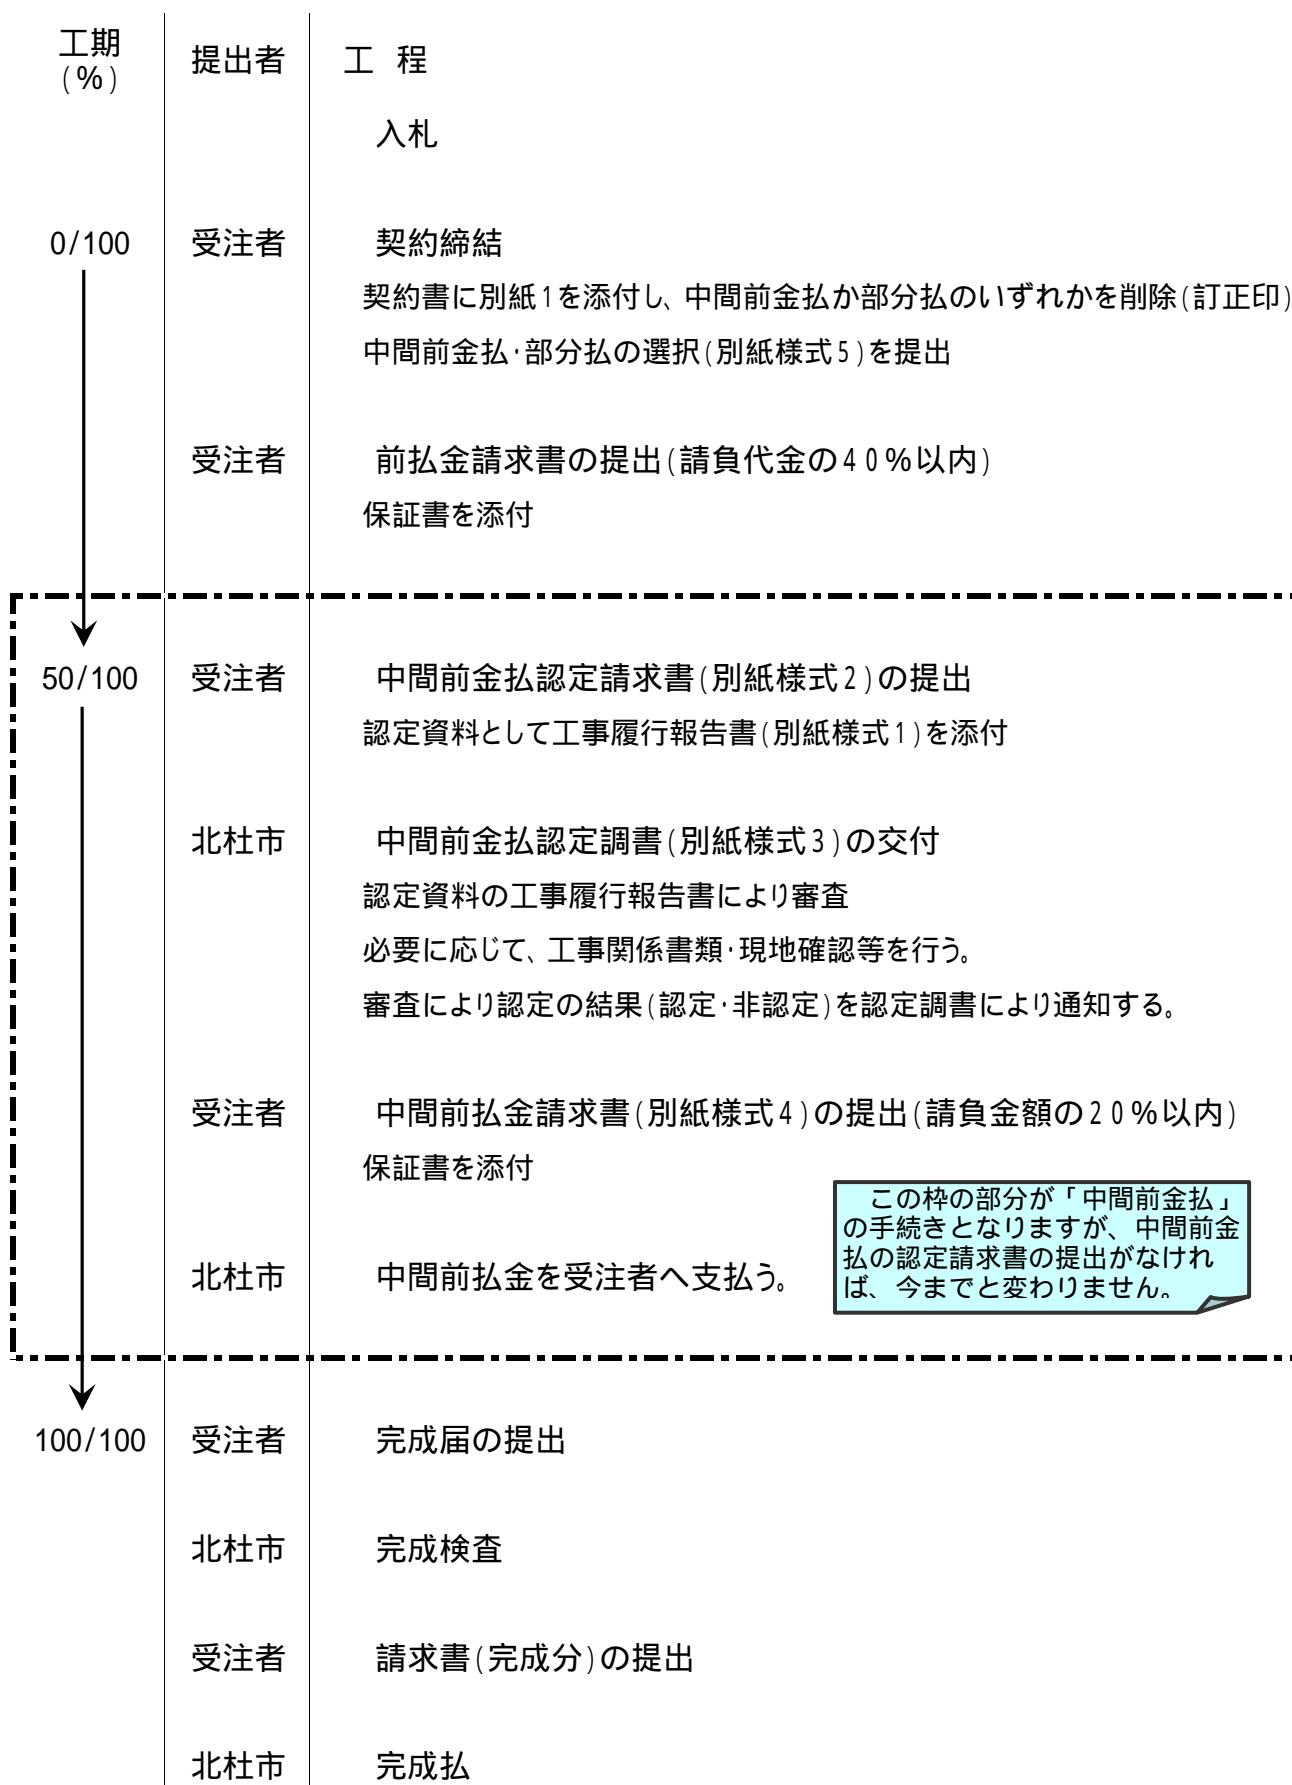 工期
(％)
提出者
工　程
入札
0/100
受注者
契約締結
契約書に別紙1を添付し、中間前金払か部分払のいずれかを削除(訂正印)
中間前金払・部分払の選択(別紙様式5)を提出
受注者
前払金請求書の提出(請負代金の40％以内)
保証書を添付
50/100
受注者
中間前金払認定請求書(別紙様式2)の提出
認定資料として工事履行報告書(別紙様式1)を添付
北杜市
中間前金払認定調書(別紙様式3)の交付
認定資料の工事履行報告書により審査
必要に応じて、工事関係書類・現地確認等を行う。
審査により認定の結果(認定・非認定)を認定調書により通知する。
受注者
中間前払金請求書(別紙様式4)の提出(請負金額の20％以内)
保証書を添付
この枠の部分が「中間前金払」
の手続きとなりますが、中間前金
払の認定請求書の提出がなけれ
ば、今までと変わりません。
北杜市
中間前払金を受注者へ支払う。
100/100
受注者
完成届の提出
北杜市
完成検査
受注者
請求書(完成分)の提出
北杜市
完成払